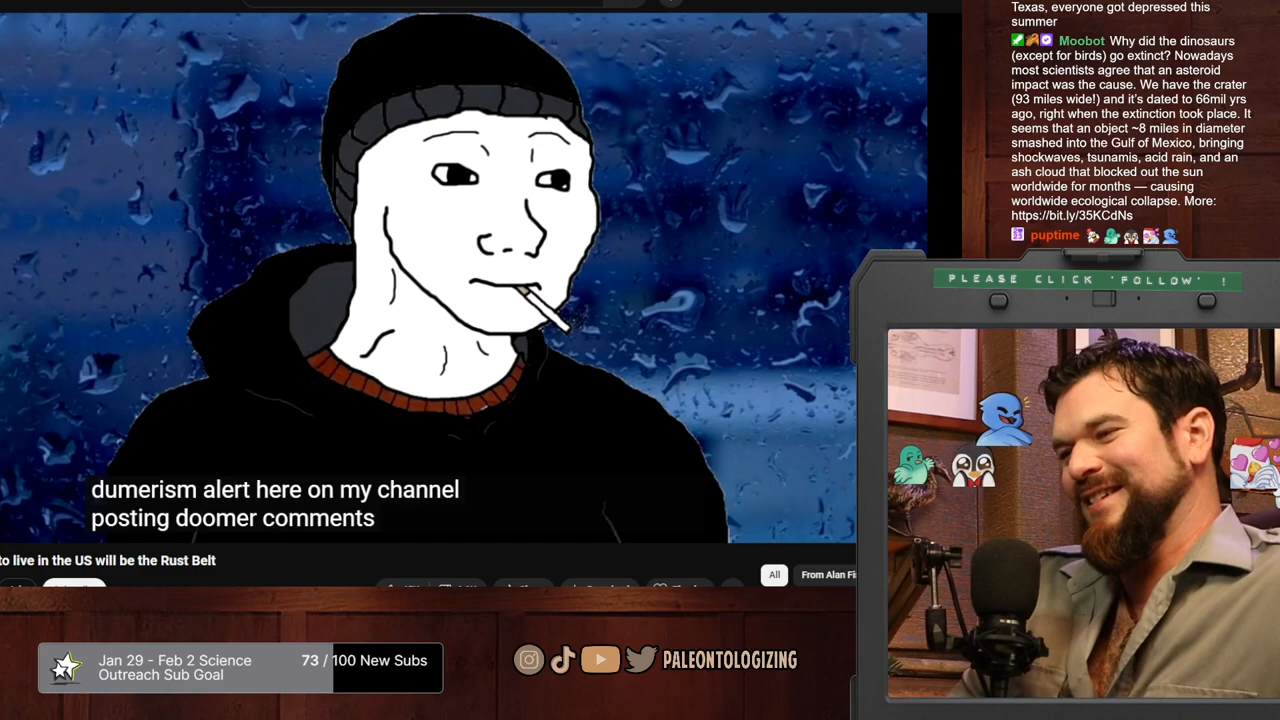 Texas, everyone got depressed this
summer
Moobot Why did the dinosaurs
(except for birds) go extinct? Nowadays
most scientists agree that an asteroid
impact was the cause. We have the crater
(93 miles wide!) and it's dated to 66mil yrs
ago, right when the extinction took place. It
seems that an object ~8 miles in diameter
smashed into the Gulf of Mexico, bringing
shockwaves, tsunamis, acid rain, and an
ash cloud that blocked out the sun
worldwide for months — causing
worldwide ecological collapse. More:
https://bit.ly/35KCdNs
puptime
PLEASE CLICK "FOLLOW" !
dumerism alert here on my channel
posting doomer comments
to live in the US will be the Rust Belt
All
From Alan Fi
Jan 29 - Feb 2 Science
Outreach Sub Goal
73 / 100 New Subs
PALEONTOLOGIZING